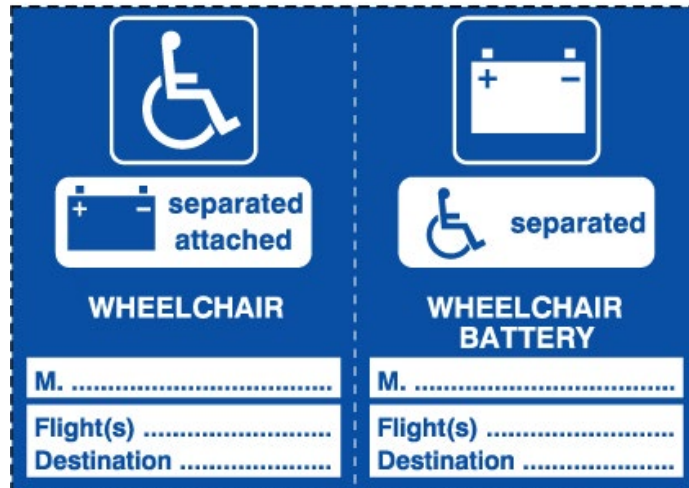 + -
separated
attached
WHEELCHAIR
M. ....................................
Flight(s) ..........................
Destination .....................
+ -
separated
WHEELCHAIR
BATTERY
M. ....................................
Flight(s) ..........................
Destination .....................